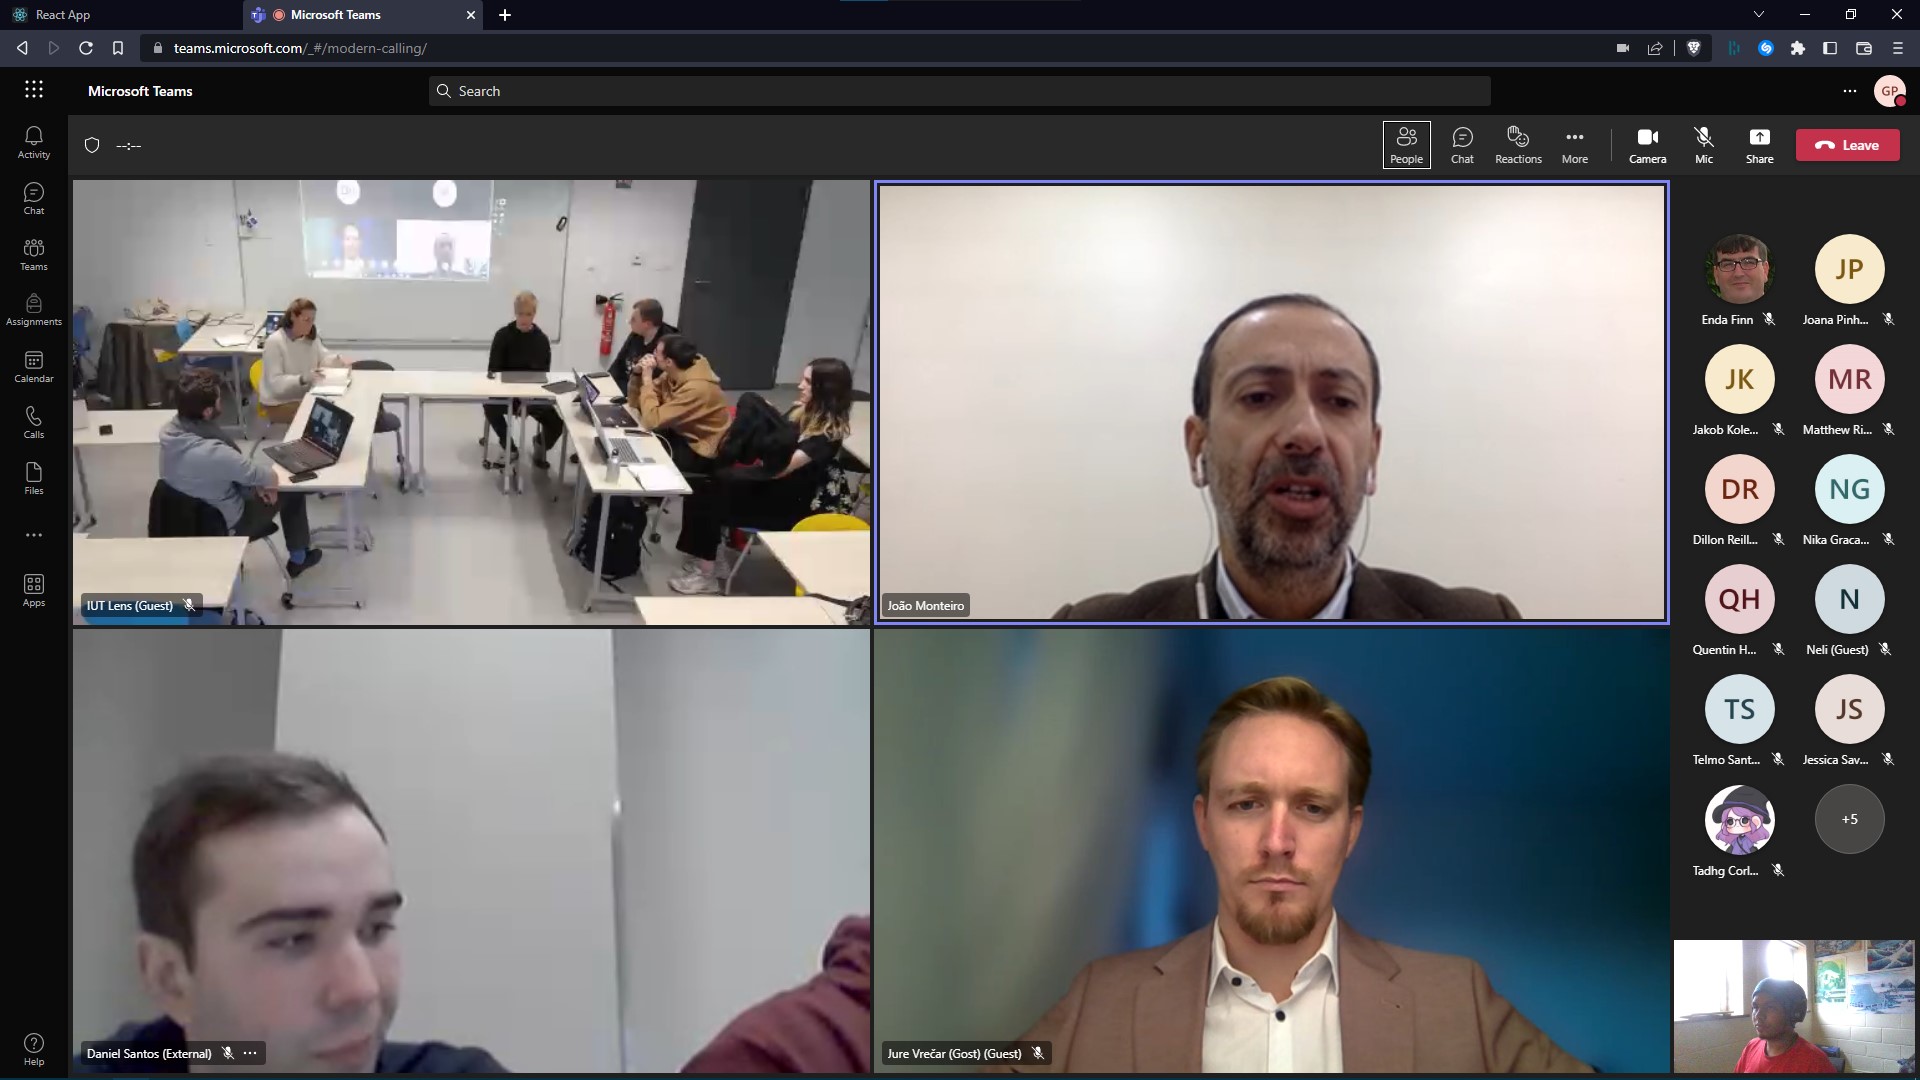 React App
Microsoft Teams
teams.microsoft.com/_#/modern-calling/
Microsoft Teams
Search
GP
--:--
People
Chat
Reactions
More
Camera
Mic
Share
Leave
Activity
Chat
Teams
Assignments
Calendar
Calls
Files
Apps
Help
IUT Lens (Guest)
João Monteiro
Daniel Santos (External)
Jure Vrečar (Gost) (Guest)
JP
Enda Finn
Joana Pinh...
JK
MR
Jakob Kole...
Matthew Ri...
DR
NG
Dillon Reill...
Nika Graca...
QH
N
Quentin H...
Neli (Guest)
TS
JS
Telmo Sant...
Jessica Sav...
+5
Tadhg Corl...